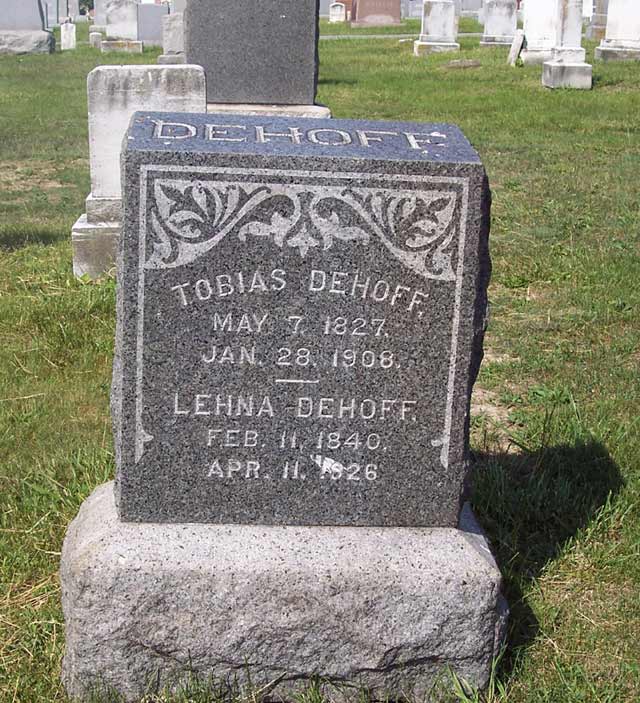 DEHOFF
TOBIAS DEHOFF.
MAY 7, 1827.
JAN. 28, 1908.
LEHNA DEHOFF.
FEB. 11, 1840.
APR. 11, 1926